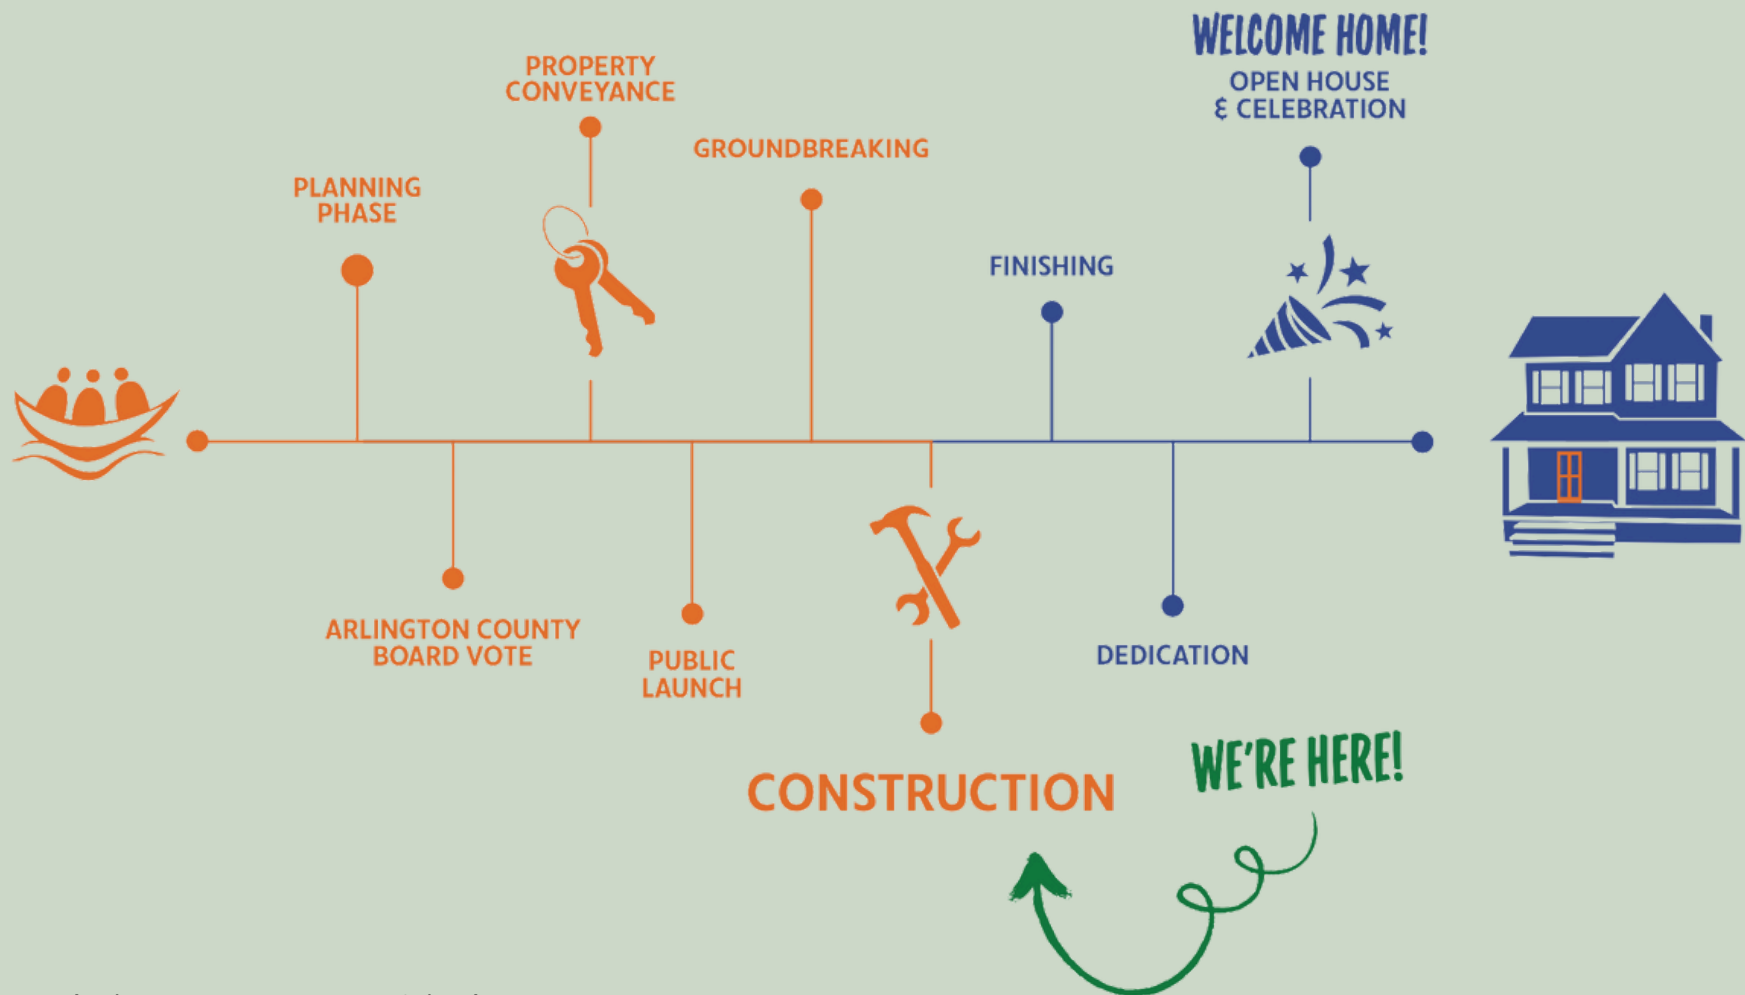 WELCOME HOME!
OPEN HOUSE
& CELEBRATION
PROPERTY
CONVEYANCE
GROUNDBREAKING
PLANNING
PHASE
FINISHING
ARLINGTON COUNTY
BOARD VOTE
PUBLIC
LAUNCH
DEDICATION
CONSTRUCTION
WE'RE HERE!